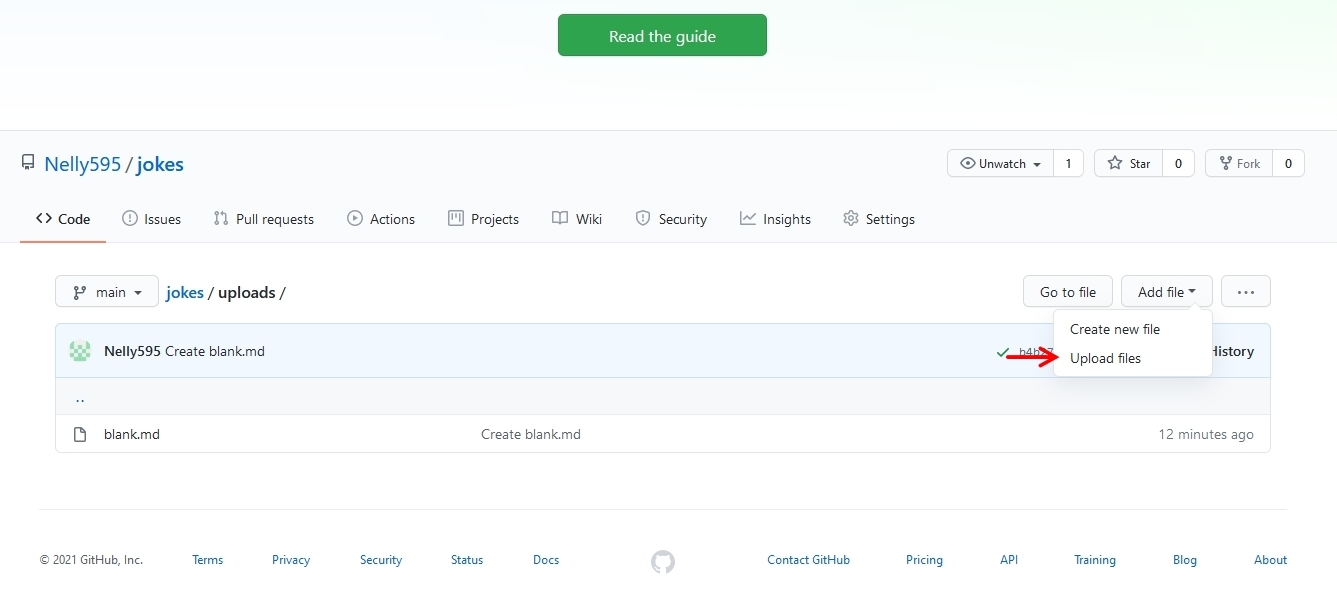 Read the guide
Nelly595 / jokes
Unwatch 1 Star 0 Fork 0
Code Issues Pull requests Actions Projects Wiki Security Insights Settings
main jokes / uploads / Go to file Add file ...
Create new file
Nelly595 Create blank.md History
Upload files
..
blank.md Create blank.md 12 minutes ago
© 2021 GitHub, Inc. Terms Privacy Security Status Docs Contact GitHub Pricing API Training Blog About